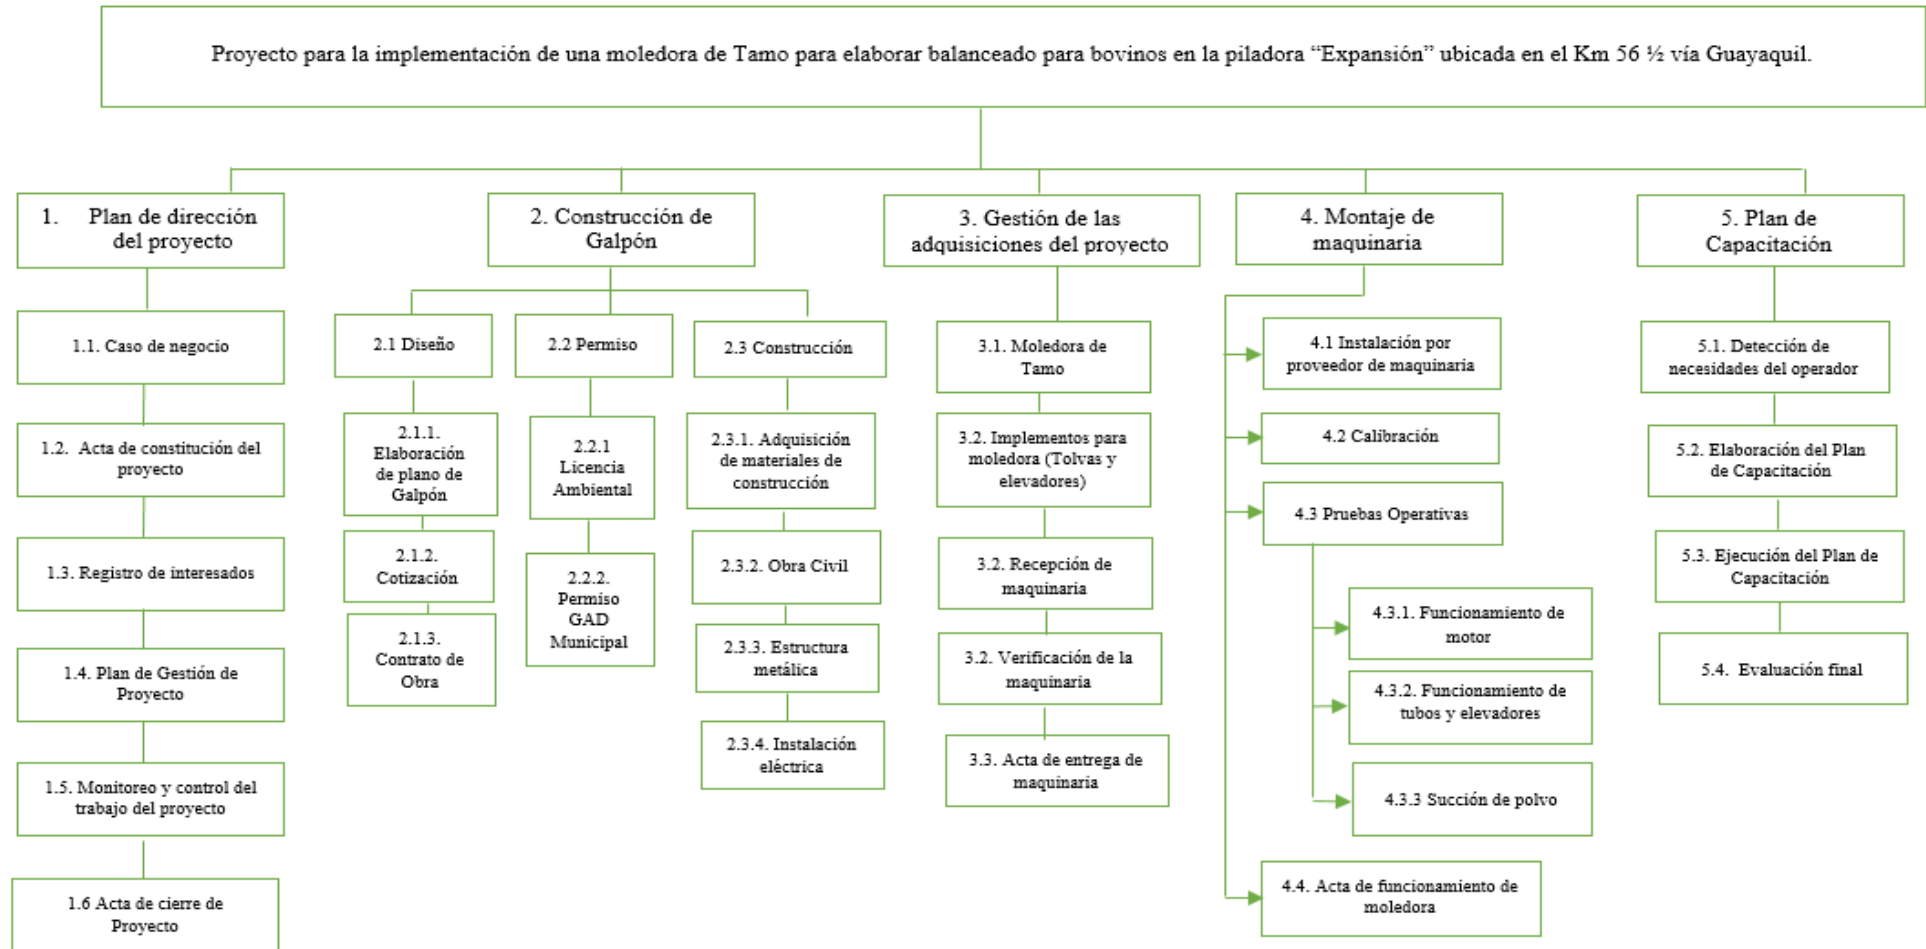 Proyecto para la implementación de una moledora de Tamo para elaborar balanceado para bovinos en la piladora “Expansión” ubicada en el Km 56 ½ vía Guayaquil.
1. Plan de dirección
del proyecto
1.1. Caso de negocio
1.2. Acta de constitución del
proyecto
1.3. Registro de interesados
1.4. Plan de Gestión de
Proyecto
1.5. Monitoreo y control del
trabajo del proyecto
1.6 Acta de cierre de
Proyecto
2. Construcción de
Galpón
2.1 Diseño
2.1.1.
Elaboración
de plano de
Galpón
2.1.2.
Cotización
2.1.3.
Contrato de
Obra
2.2 Permiso
2.2.1
Licencia
Ambiental
2.2.2.
Permiso
GAD
Municipal
2.3 Construcción
2.3.1. Adquisición
de materiales de
construcción
2.3.2. Obra Civil
2.3.3. Estructura
metálica
2.3.4. Instalación
eléctrica
3. Gestión de las
adquisiciones del proyecto
3.1. Moledora de
Tamo
3.2. Implementos para
moledora (Tolvas y
elevadores)
3.2. Recepción de
maquinaria
3.2. Verificación de la
maquinaria
3.3. Acta de entrega de
maquinaria
4. Montaje de
maquinaria
4.1 Instalación por
proveedor de maquinaria
4.2 Calibración
4.3 Pruebas Operativas
4.3.1. Funcionamiento de
motor
4.3.2. Funcionamiento de
tubos y elevadores
4.3.3 Succión de polvo
4.4. Acta de funcionamiento de
moledora
5. Plan de
Capacitación
5.1. Detección de
necesidades del operador
5.2. Elaboración del Plan
de Capacitación
5.3. Ejecución del Plan de
Capacitación
5.4. Evaluación final